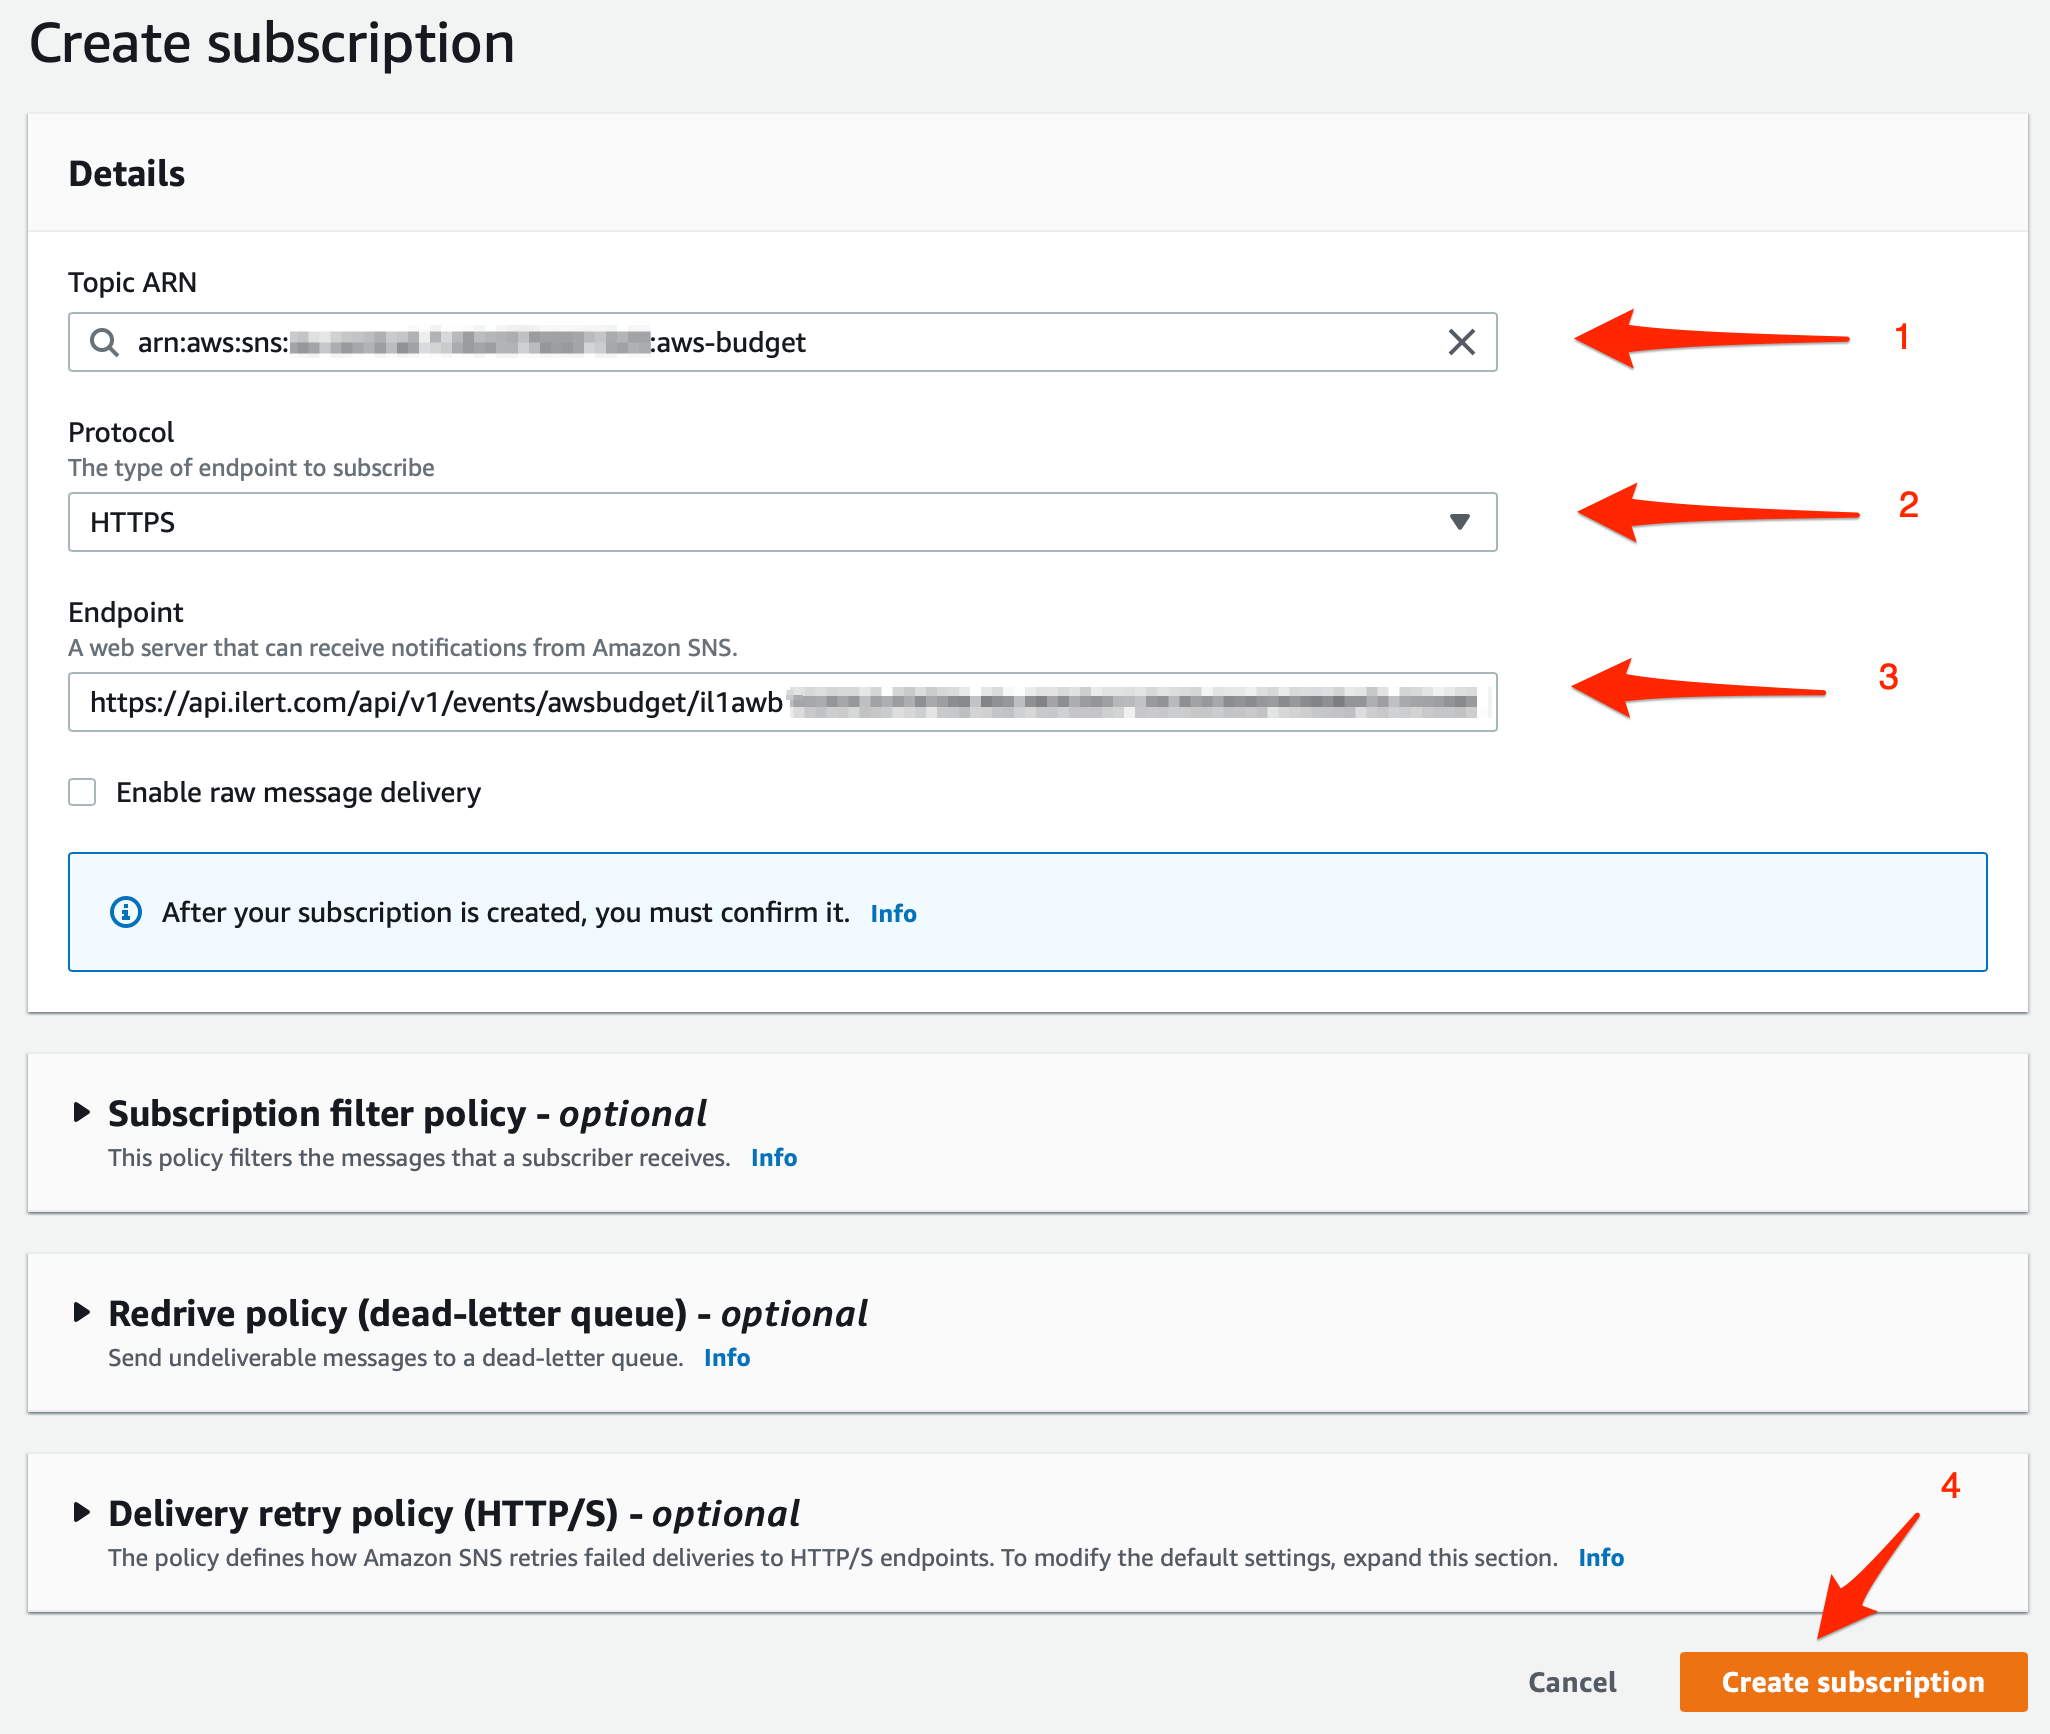 Create subscription
Details
Topic ARN
arn:aws:sns: :aws-budget
1
Protocol
The type of endpoint to subscribe
HTTPS
2
Endpoint
A web server that can receive notifications from Amazon SNS.
https://api.ilert.com/api/v1/events/awsbudget/il1awb
3
Enable raw message delivery
After your subscription is created, you must confirm it. Info
Subscription filter policy - optional
This policy filters the messages that a subscriber receives. Info
Redrive policy (dead-letter queue) - optional
Send undeliverable messages to a dead-letter queue. Info
4
Delivery retry policy (HTTP/S) - optional
The policy defines how Amazon SNS retries failed deliveries to HTTP/S endpoints. To modify the default settings, expand this section. Info
Cancel Create subscription